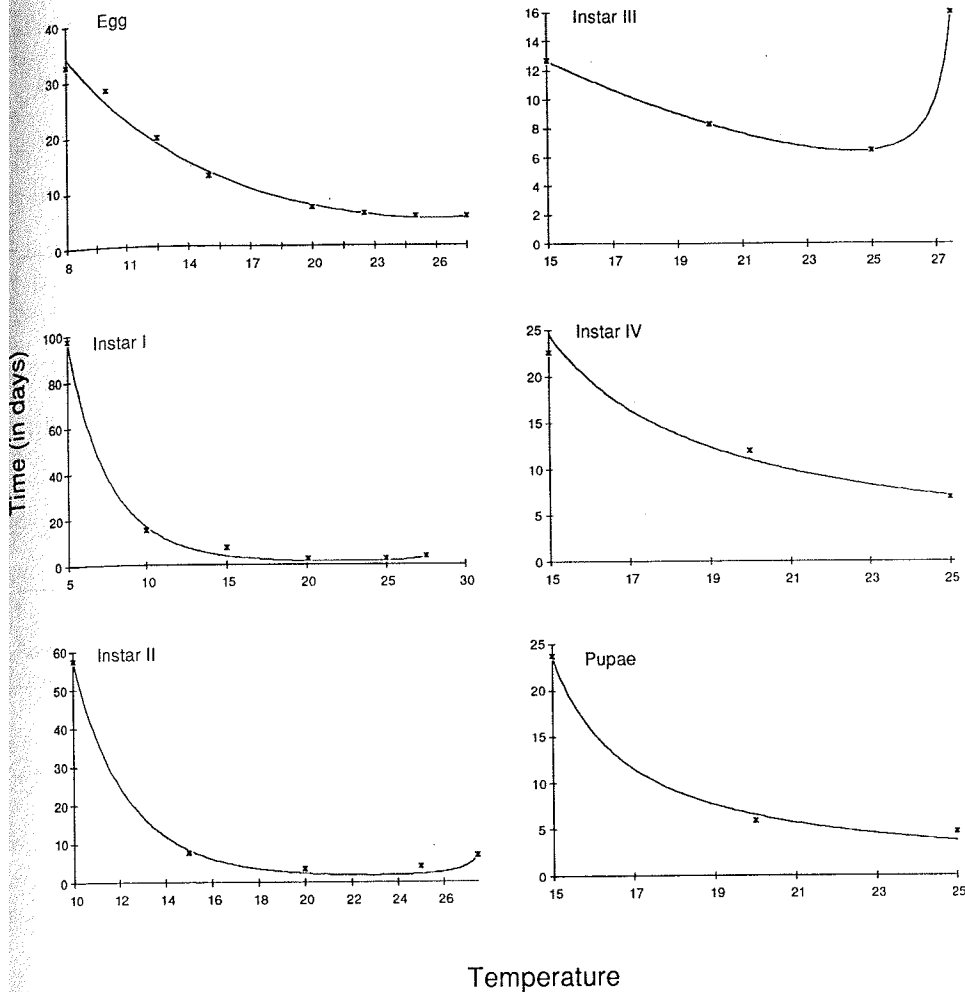 Egg
40
30
20
10
0
8 11 14 17 20 23 26
Instar III
16
14
12
10
8
6
4
2
0
15 17 19 21 23 25 27
Time (in days)
Instar I
100
80
60
40
20
0
5 10 15 20 25 30
Instar IV
25
20
15
10
5
0
15 17 19 21 23 25
Instar II
60
50
40
30
20
10
0
10 12 14 16 18 20 22 24 26
Pupae
25
20
15
10
5
0
15 17 19 21 23 25
Temperature